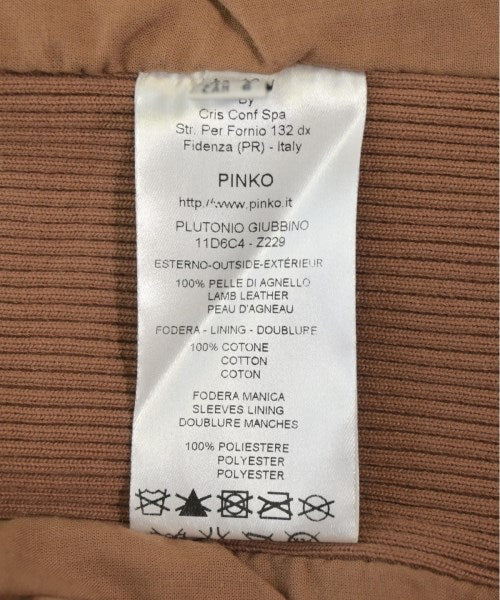 by
Cris Conf Spa
Str. Per Fornio 132 dx
Fidenza (PR) - Italy
PINKO
http://www.pinko.it
PLUTONIO GIUBBINO
11D6C4 - Z229
ESTERNO-OUTSIDE-EXTÉRIEUR
100% PELLE DI AGNELLO
LAMB LEATHER
PEAU D'AGNEAU
FODERA - LINING - DOUBLURE
100% COTONE
COTTON
COTON
FODERA MANICA
SLEEVES LINING
DOUBLURE MANCHES
100% POLIESTERE
POLYESTER
POLYESTER